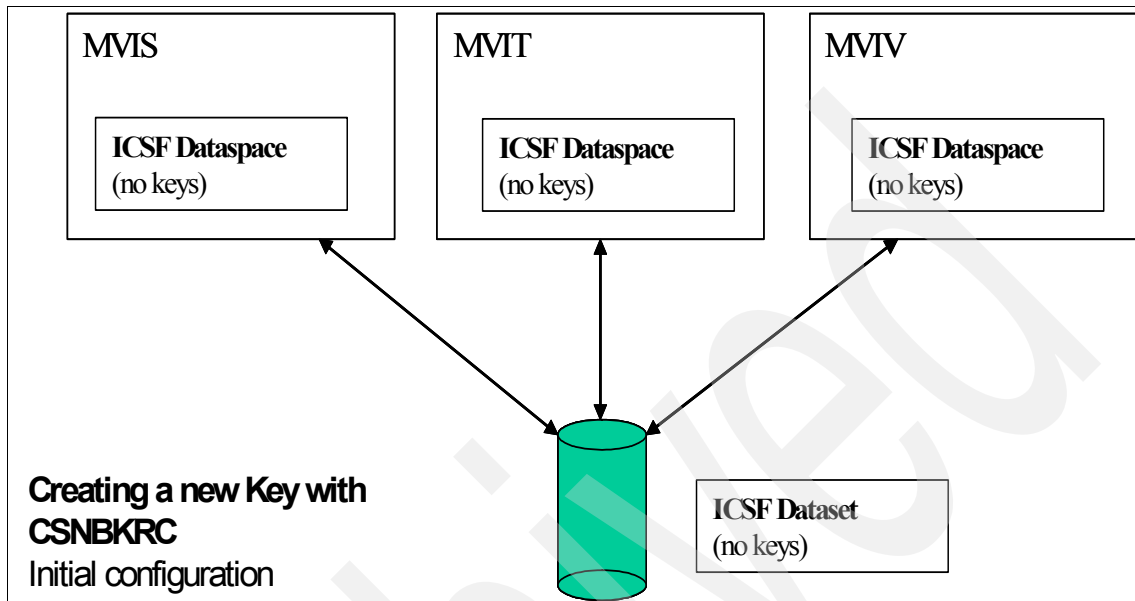 MVIS
ICSF Dataspace
(no keys)
MVIT
ICSF Dataspace
(no keys)
MVIV
ICSF Dataspace
(no keys)
Creating a new Key with
CSNBKRC
Initial configuration
ICSF Dataset
(no keys)